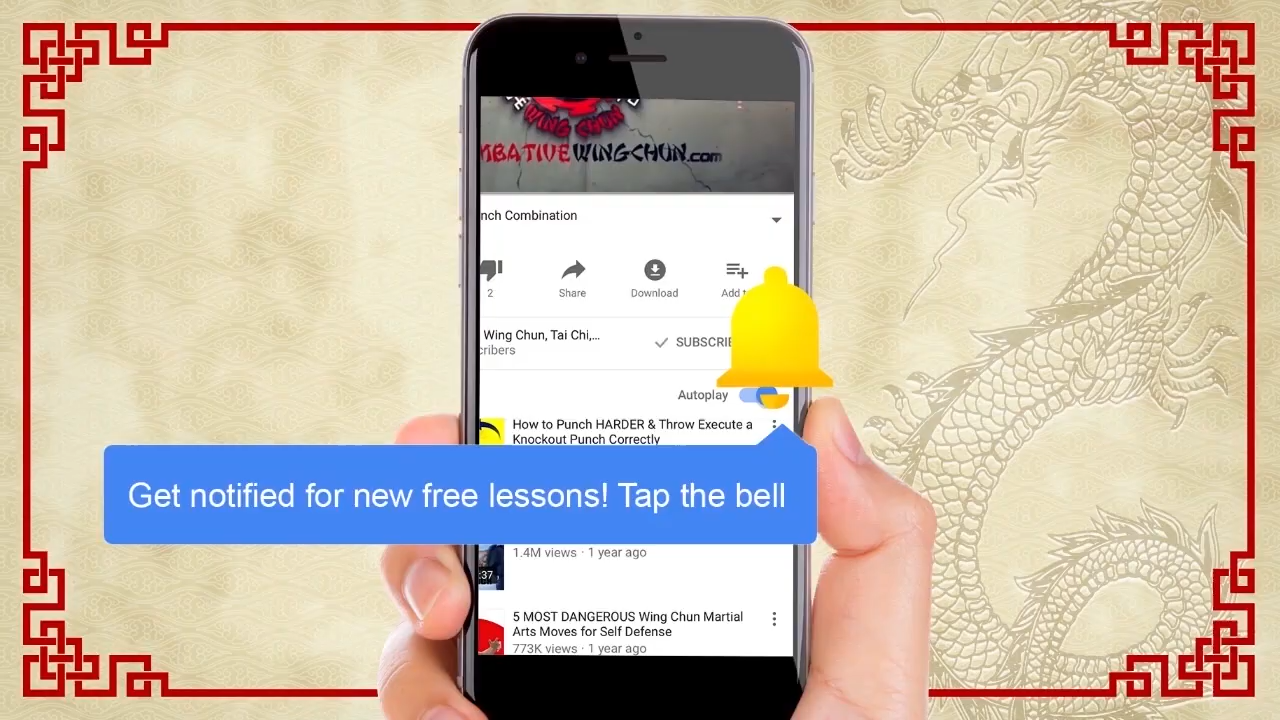 WING CHUN
MBATIVEWINGCHUN.com
nch Combination
2
Share
Download
Add t
Wing Chun, Tai Chi,...
cribers
SUBSCRIB
Autoplay
How to Punch HARDER & Throw Execute a
Knockout Punch Correctly
Get notified for new free lessons! Tap the bell
1.4M views · 1 year ago
:37
5 MOST DANGEROUS Wing Chun Martial
Arts Moves for Self Defense
773K views · 1 year ago